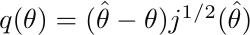 q(θ) = (θ̂ − θ)j^{1/2}(θ̂)